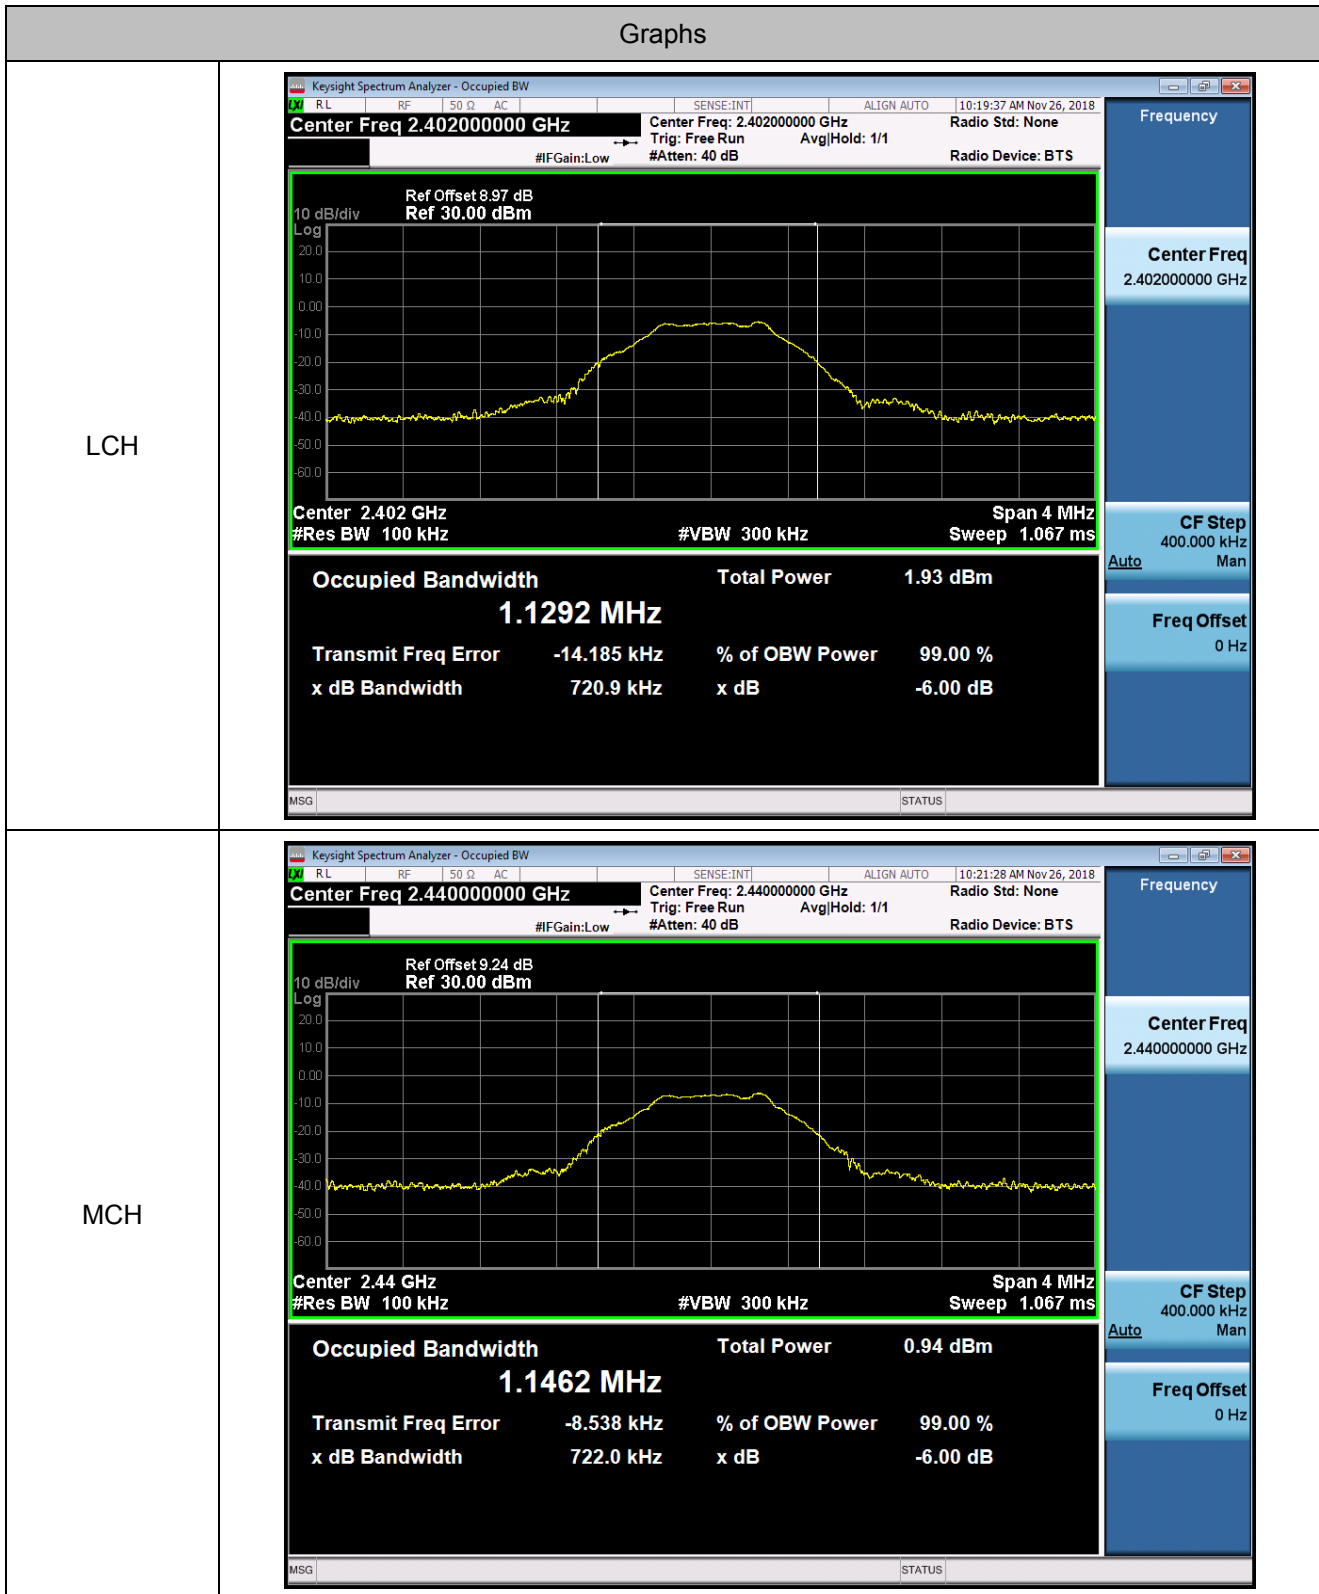 Graphs
LCH
Keysight Spectrum Analyzer - Occupied BW
LXI RL RF 50 Ω AC SENSE:INT ALIGN AUTO 10:19:37 AM Nov 26, 2018
Center Freq 2.402000000 GHz Center Freq: 2.402000000 GHz Radio Std: None
Trig: Free Run Avg|Hold: 1/1
#IFGain:Low #Atten: 40 dB Radio Device: BTS
Ref Offset 8.97 dB
10 dB/div Ref 30.00 dBm
Log
20.0
10.0
0.00
-10.0
-20.0
-30.0
-40.0
-50.0
-60.0
Center 2.402 GHz Span 4 MHz
#Res BW 100 kHz #VBW 300 kHz Sweep 1.067 ms
Occupied Bandwidth Total Power 1.93 dBm
1.1292 MHz
Transmit Freq Error -14.185 kHz % of OBW Power 99.00 %
x dB Bandwidth 720.9 kHz x dB -6.00 dB
MSG STATUS
Frequency
Center Freq
2.402000000 GHz
CF Step
400.000 kHz
Auto Man
Freq Offset
0 Hz
MCH
Keysight Spectrum Analyzer - Occupied BW
LXI RL RF 50 Ω AC SENSE:INT ALIGN AUTO 10:21:28 AM Nov 26, 2018
Center Freq 2.440000000 GHz Center Freq: 2.440000000 GHz Radio Std: None
Trig: Free Run Avg|Hold: 1/1
#IFGain:Low #Atten: 40 dB Radio Device: BTS
Ref Offset 9.24 dB
10 dB/div Ref 30.00 dBm
Log
20.0
10.0
0.00
-10.0
-20.0
-30.0
-40.0
-50.0
-60.0
Center 2.44 GHz Span 4 MHz
#Res BW 100 kHz #VBW 300 kHz Sweep 1.067 ms
Occupied Bandwidth Total Power 0.94 dBm
1.1462 MHz
Transmit Freq Error -8.538 kHz % of OBW Power 99.00 %
x dB Bandwidth 722.0 kHz x dB -6.00 dB
MSG STATUS
Frequency
Center Freq
2.440000000 GHz
CF Step
400.000 kHz
Auto Man
Freq Offset
0 Hz